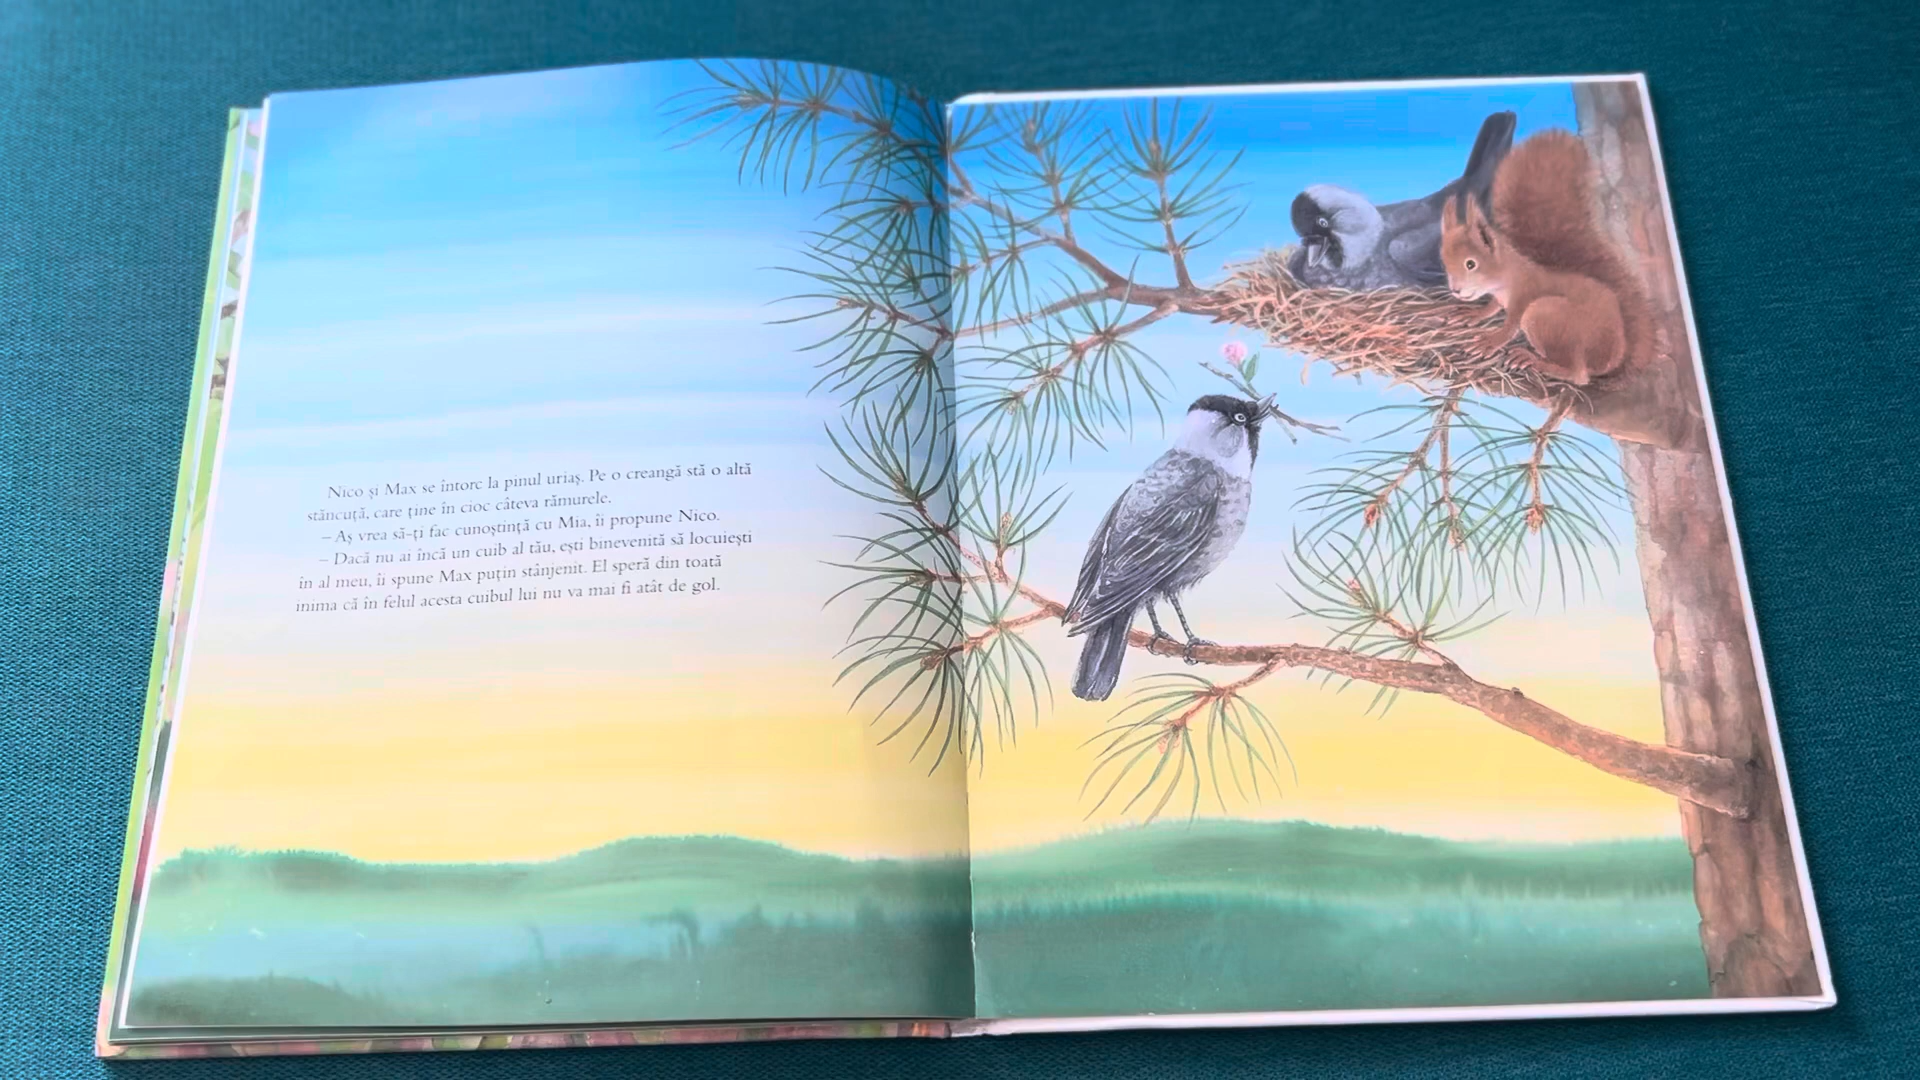 Nico și Max se întorc la pinul uriaș. Pe o creangă stă o altă
stăncuță, care ține în cioc câteva rămurele.
– Aș vrea să-ți fac cunoștință cu Mia, îi propune Nico.
– Dacă nu ai încă un cuib al tău, ești binevenită să locuiești
în al meu, îi spune Max puțin stânjenit. El speră din toată
inima că în felul acesta cuibul lui nu va mai fi atât de gol.